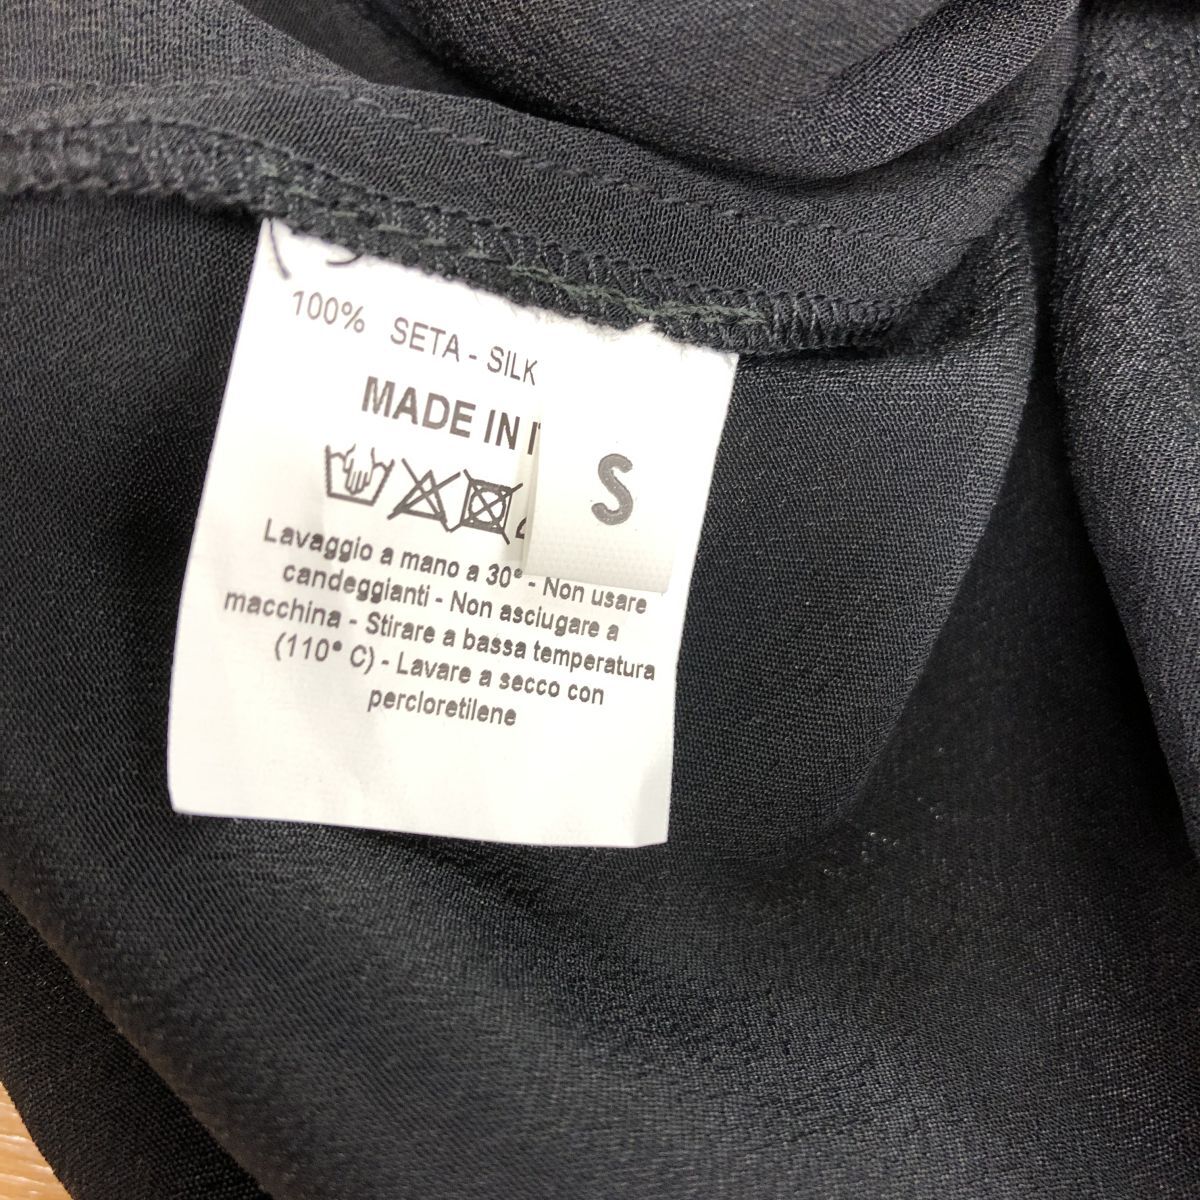 100% SETA - SILK
MADE IN
S
Lavaggio a mano a 30° - Non usare
candeggianti - Non asciugare a
macchina - Stirare a bassa temperatura
(110° C) - Lavare a secco con
percloretilene